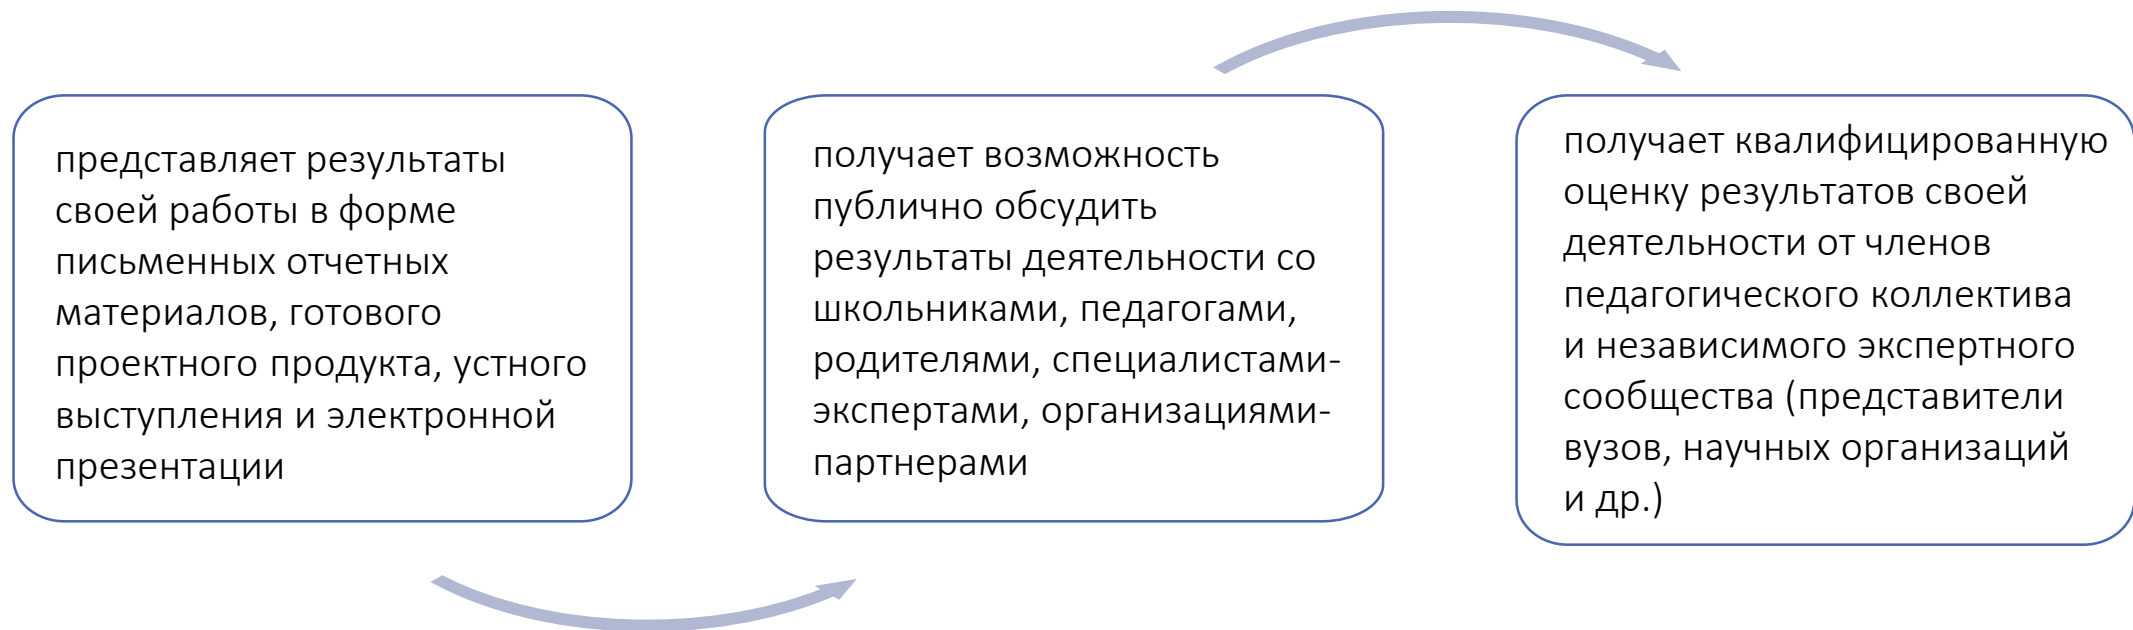 представляет результаты
своей работы в форме
письменных отчетных
материалов, готового
проектного продукта, устного
выступления и электронной
презентации
получает возможность
публично обсудить
результаты деятельности со
школьниками, педагогами,
родителями, специалистами-
экспертами, организациями-
партнерами
получает квалифицированную
оценку результатов своей
деятельности от членов
педагогического коллектива
и независимого экспертного
сообщества (представители
вузов, научных организаций
и др.)